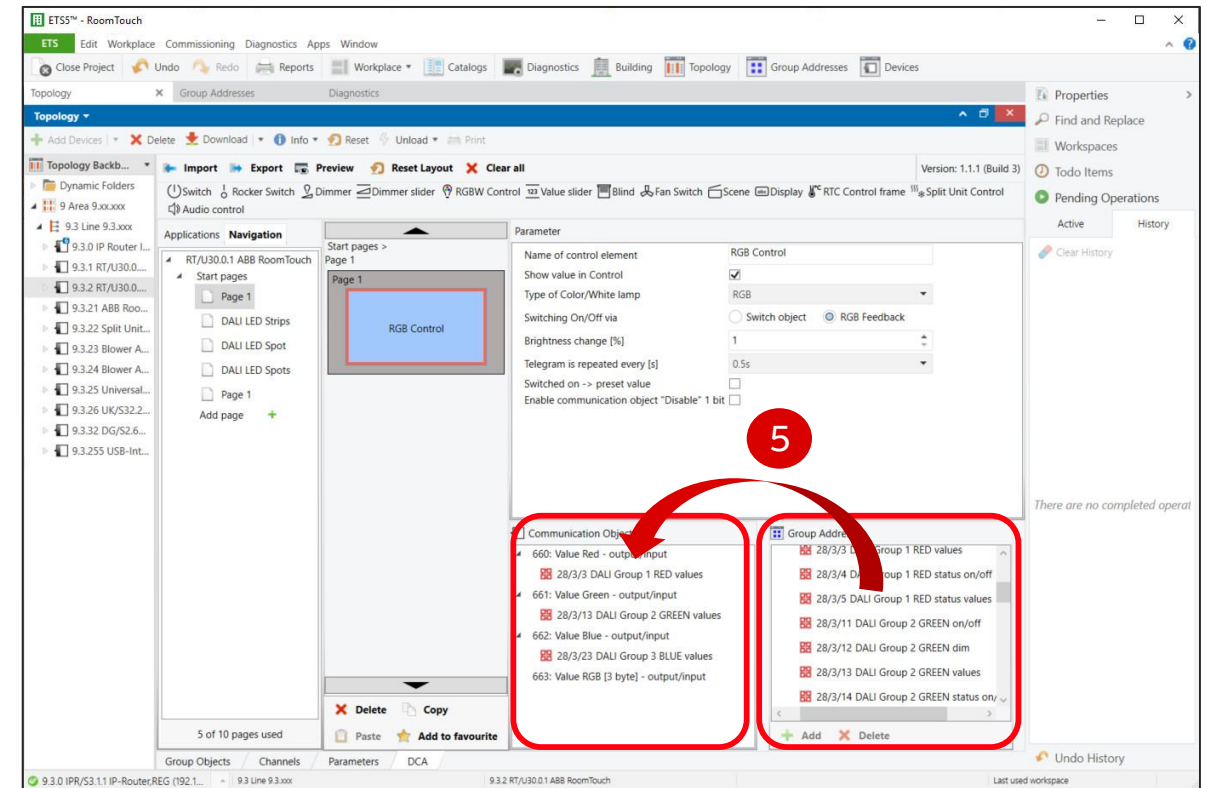 ETS5™ - RoomTouch
ETS Edit Workplace Commissioning Diagnostics Apps Window
Close Project Undo Redo Reports Workplace Catalogs Diagnostics Building Topology Group Addresses Devices
Topology Group Addresses Diagnostics
Topology
Add Devices Delete Download Info Reset Unload Print
Topology Backb...
Dynamic Folders
9 Area 9.xx.xxx
9.3 Line 9.3.xxx
9.3.0 IP Router I...
9.3.1 RT/U30.0....
9.3.2 RT/U30.0....
9.3.21 ABB Roo...
9.3.22 Split Unit...
9.3.23 Blower A...
9.3.24 Blower A...
9.3.25 Universal...
9.3.26 UK/S32.2...
9.3.32 DG/S2.6...
9.3.255 USB-Int...
Import Export Preview Reset Layout Clear all
Version: 1.1.1 (Build 3)
Switch Rocker Switch Dimmer Dimmer slider RGBW Control 123 Value slider Blind Fan Switch Scene Display RTC Control frame Split Unit Control
Audio control
Applications Navigation
RT/U30.0.1 ABB RoomTouch
Start pages
Page 1
DALI LED Strips
DALI LED Spot
DALI LED Spots
Page 1
Add page +
5 of 10 pages used
Start pages >
Page 1
Page 1
RGB Control
Delete Copy
Paste Add to favourite
Parameter
Name of control element RGB Control
Show value in Control
Type of Color/White lamp RGB
Switching On/Off via Switch object RGB Feedback
Brightness change [%] 1
Telegram is repeated every [s] 0.5s
Switched on -> preset value
Enable communication object "Disable" 1 bit
5
Communication Obje
660: Value Red - output/input
28/3/3 DALI Group 1 RED values
661: Value Green - output/input
28/3/13 DALI Group 2 GREEN values
662: Value Blue - output/input
28/3/23 DALI Group 3 BLUE values
663: Value RGB [3 byte] - output/input
Group Addre
28/3/3 D Group 1 RED values
28/3/4 D roup 1 RED status on/off
28/3/5 DALI Group 1 RED status values
28/3/11 DALI Group 2 GREEN on/off
28/3/12 DALI Group 2 GREEN dim
28/3/13 DALI Group 2 GREEN values
28/3/14 DALI Group 2 GREEN status on/
Add Delete
Group Objects Channels Parameters DCA
Properties
Find and Replace
Workspaces
Todo Items
Pending Operations
Active History
Clear History
There are no completed operat
Undo History
9.3.0 IPR/S3.1.1 IP-Router,REG (192.1... 9.3 Line 9.3.xxx 9.3.2 RT/U30.0.1 ABB RoomTouch Last used workspace